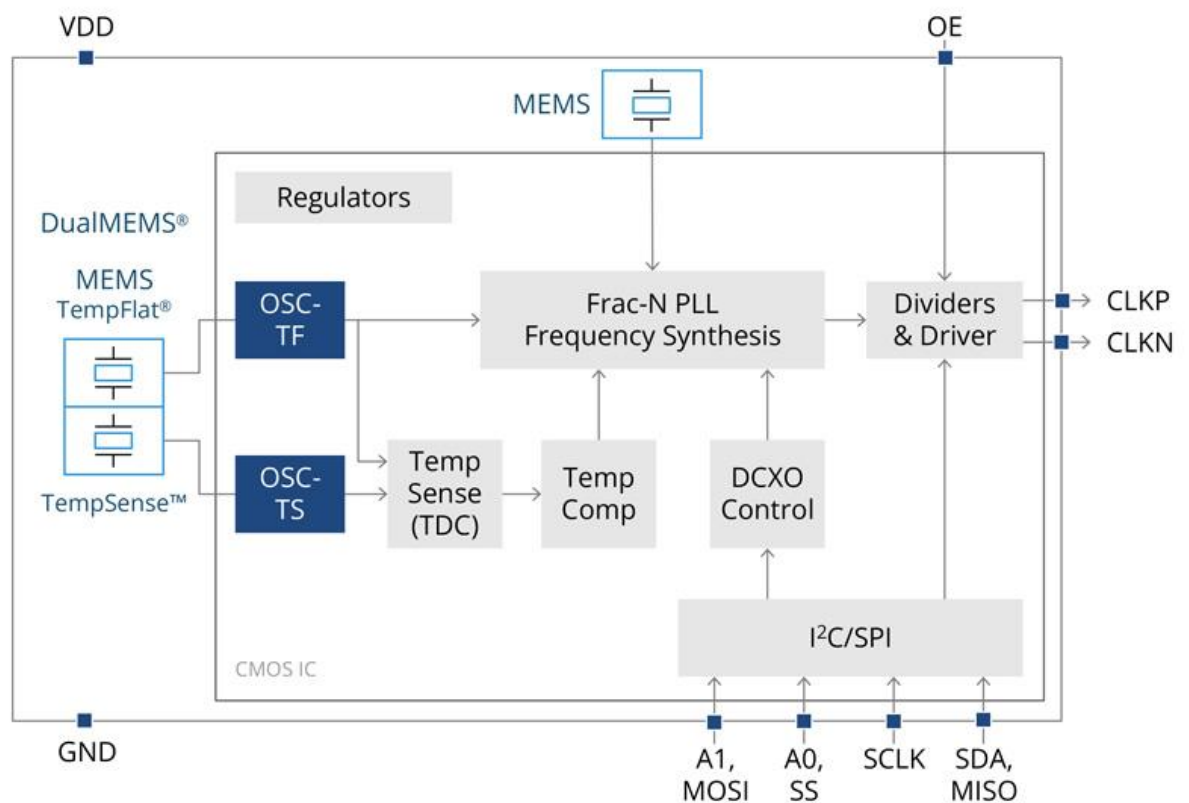 VDD
OE
MEMS
Regulators
DualMEMS®
MEMS
TempFlat®
OSC-
TF
Frac-N PLL
Frequency Synthesis
Dividers
& Driver
CLKP
CLKN
TempSense™
OSC-
TS
Temp
Sense
(TDC)
Temp
Comp
DCXO
Control
I²C/SPI
CMOS IC
GND
A1,
MOSI
A0,
SS
SCLK
SDA,
MISO